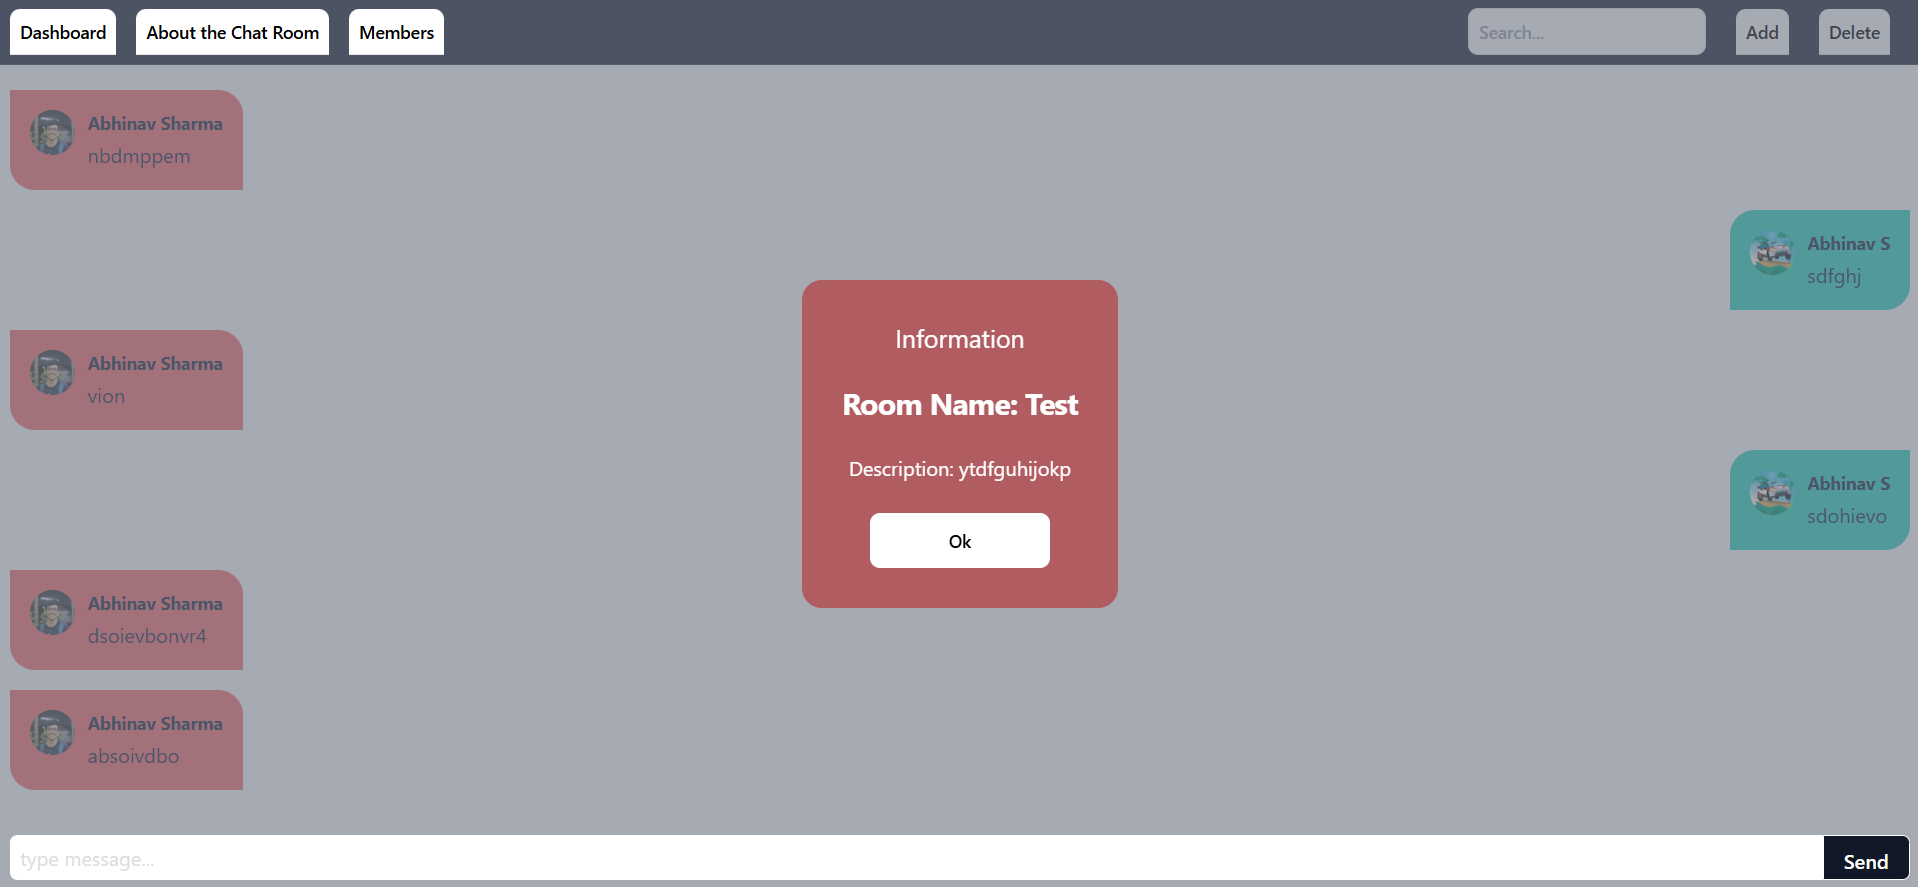 Dashboard
About the Chat Room
Members
Search...
Add
Delete
Abhinav Sharma
nbdmppem
Abhinav S
sdfghj
Abhinav Sharma
vion
Information
Room Name: Test
Description: ytdfguhijokp
Ok
Abhinav S
sdohievo
Abhinav Sharma
dsoievbonvr4
Abhinav Sharma
absoivdbo
type message...
Send